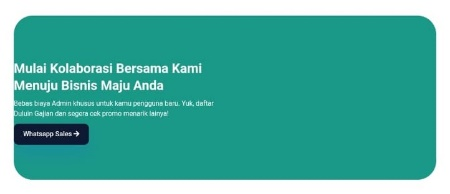 Mulai Kolaborasi Bersama Kami
Menuju Bisnis Maju Anda
Bebas biaya Admin khusus untuk kamu pengguna baru. Yuk, daftar
Duluin Gajian dan segera cek promo menarik lainya!
Whatsapp Sales →